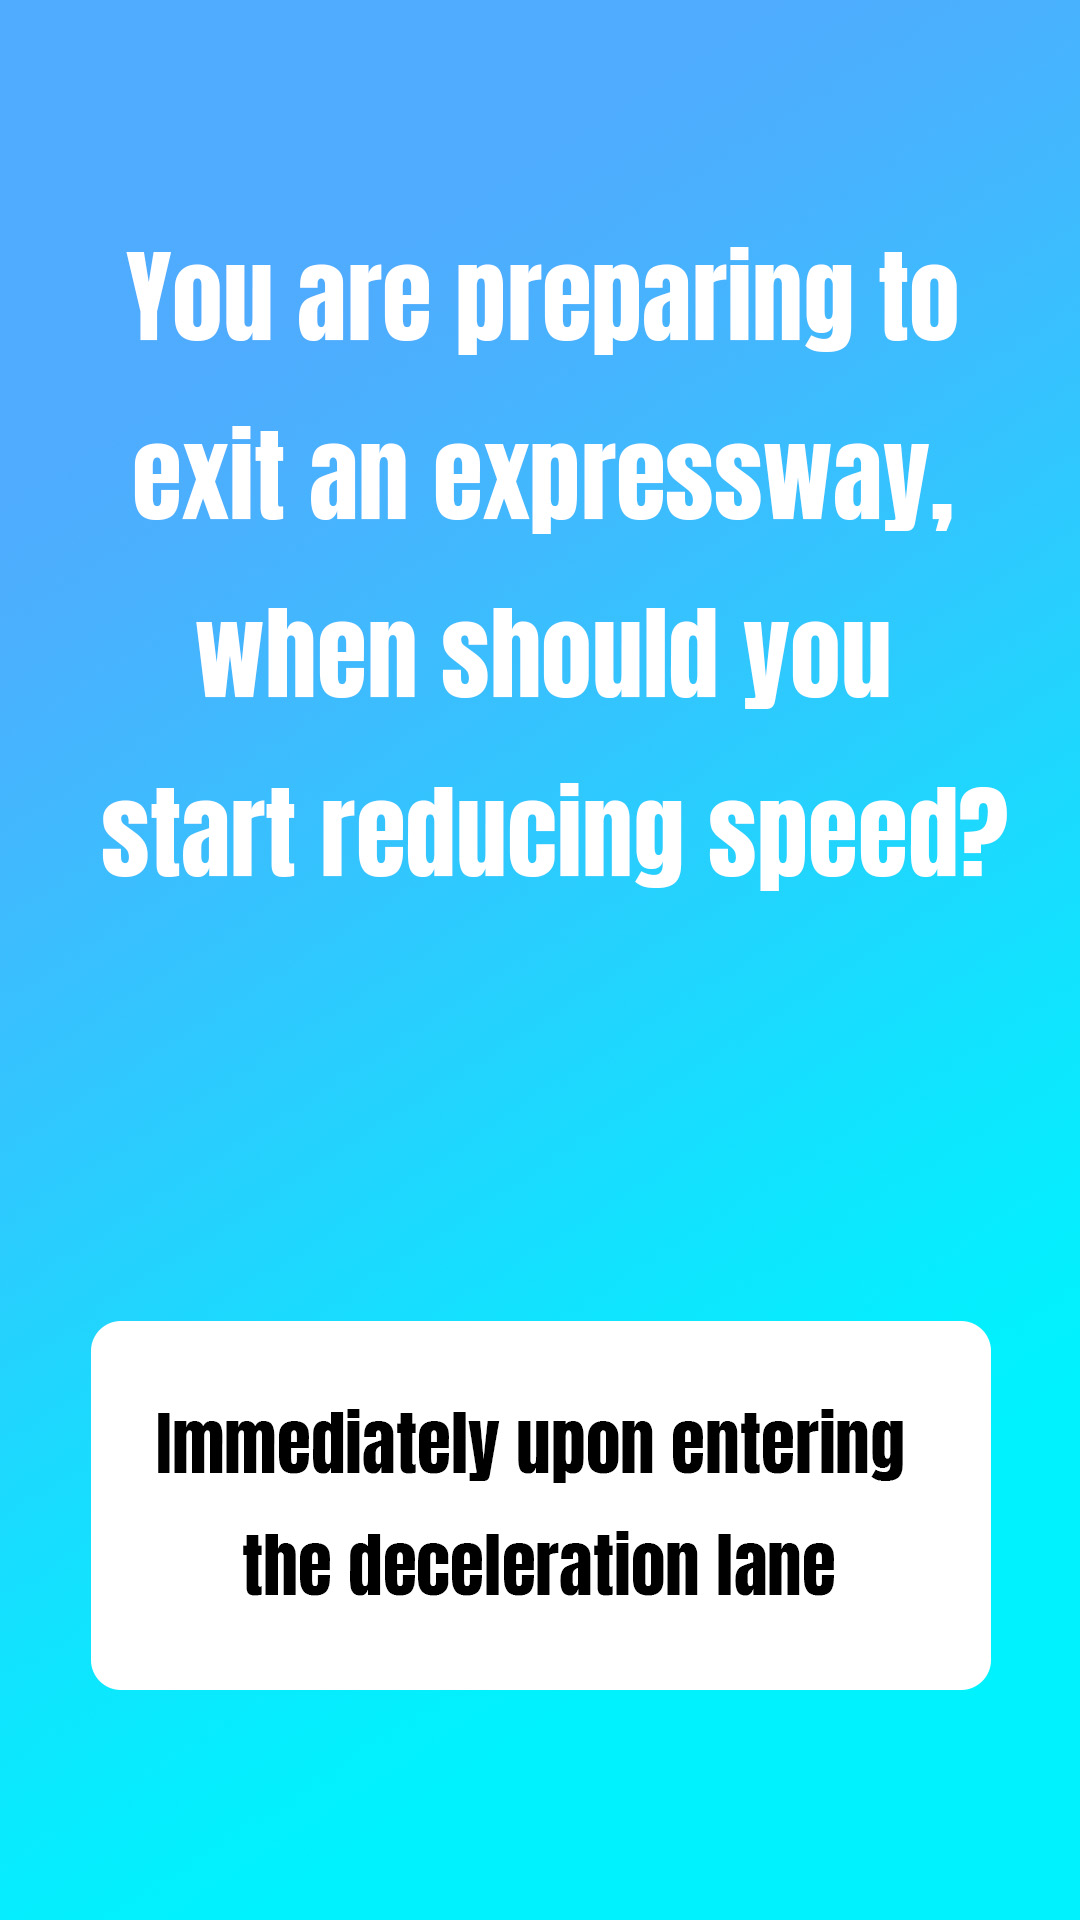 You are preparing to
exit an expressway,
when should you
start reducing speed?
Immediately upon entering
the deceleration lane